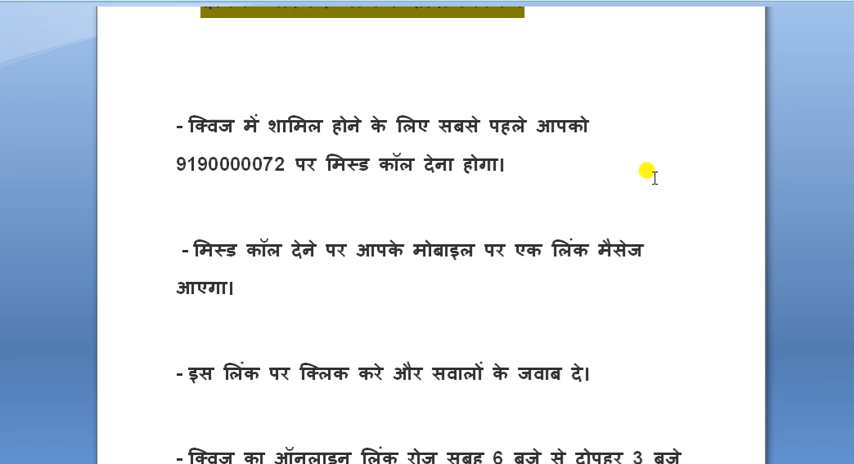 - क्विज में शामिल होने के लिए सबसे पहले आपको
9190000072 पर मिस्ड कॉल देना होगा।
- मिस्ड कॉल देने पर आपके मोबाइल पर एक लिंक मैसेज
आएगा।
- इस लिंक पर क्लिक करे और सवालों के जवाब दे।
- क्विज का ऑनलाइन लिंक रोज सुबह 6 बजे से दोपहर 3 बजे